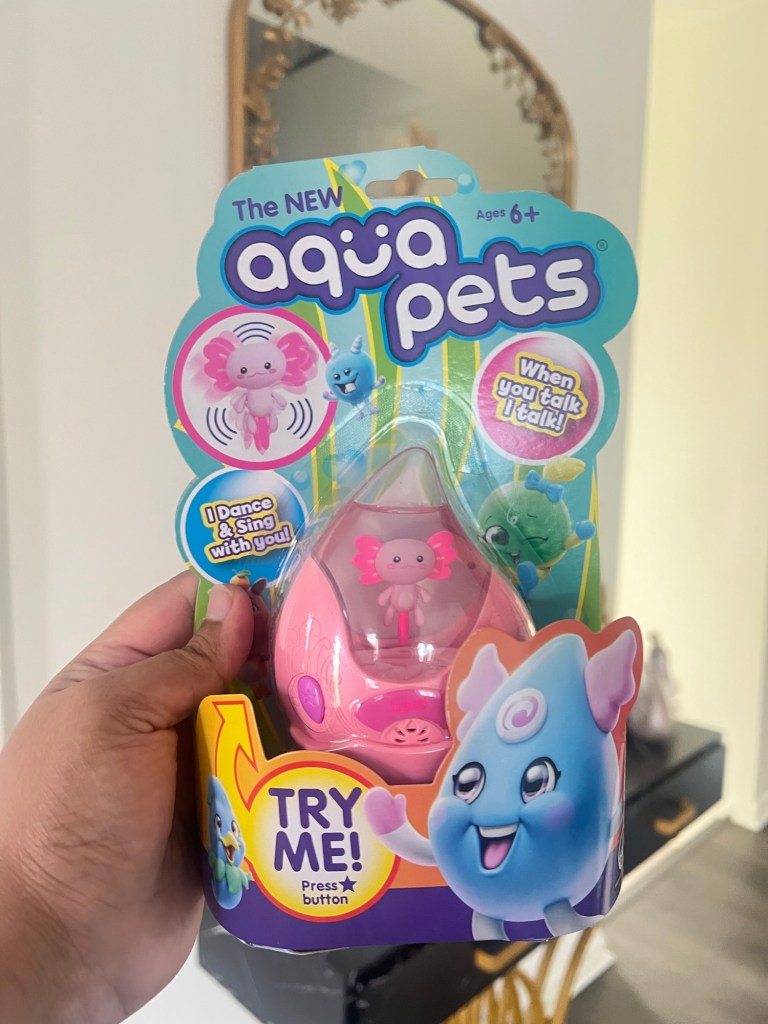 The NEW
Ages 6+
aqua
pets®
When
you talk
I talk!
I Dance
& Sing
with you!
TRY
ME!
Press ★
button